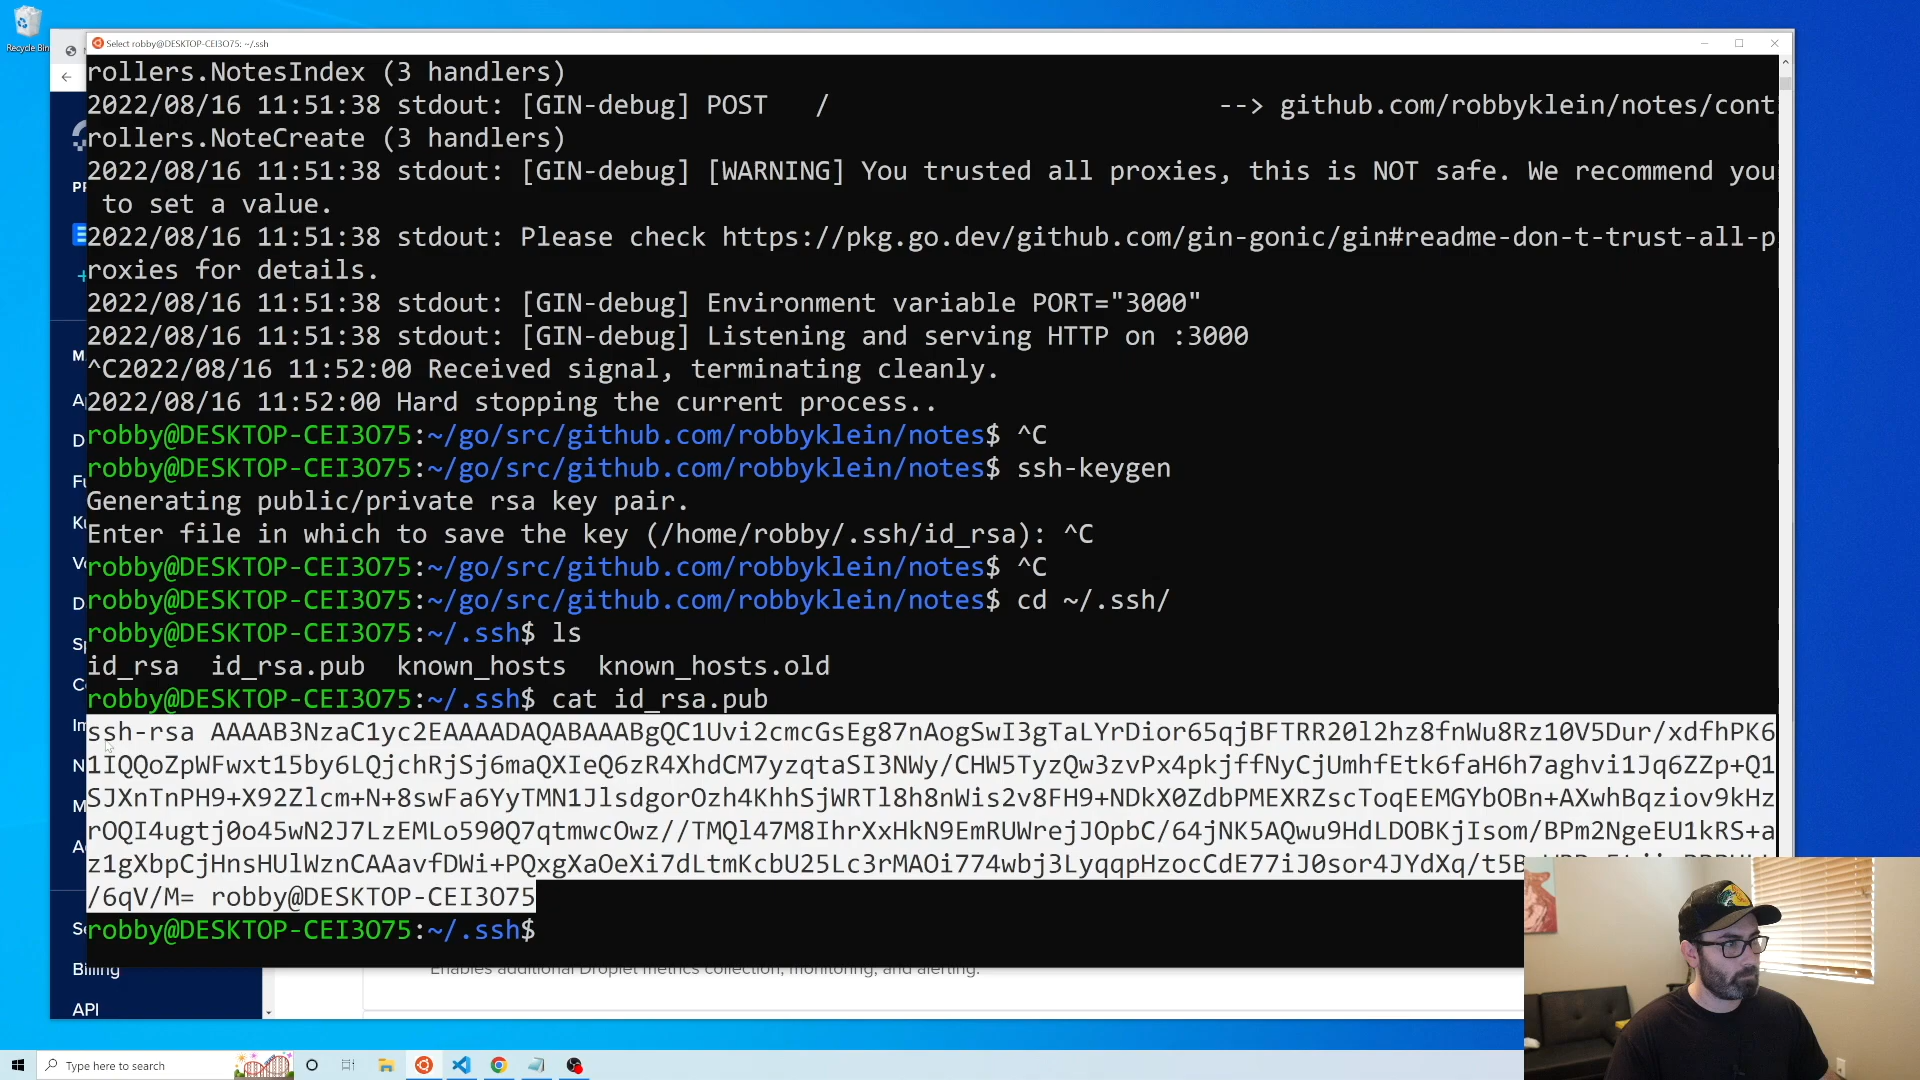 Recycle Bin
Select robby@DESKTOP-CEI3O75: ~/.ssh
rollers.NotesIndex (3 handlers)
2022/08/16 11:51:38 stdout: [GIN-debug] POST   /                         --> github.com/robbyklein/notes/cont
rollers.NoteCreate (3 handlers)
2022/08/16 11:51:38 stdout: [GIN-debug] [WARNING] You trusted all proxies, this is NOT safe. We recommend you
 to set a value.
2022/08/16 11:51:38 stdout: Please check https://pkg.go.dev/github.com/gin-gonic/gin#readme-don-t-trust-all-p
roxies for details.
2022/08/16 11:51:38 stdout: [GIN-debug] Environment variable PORT="3000"
2022/08/16 11:51:38 stdout: [GIN-debug] Listening and serving HTTP on :3000
^C2022/08/16 11:52:00 Received signal, terminating cleanly.
2022/08/16 11:52:00 Hard stopping the current process..
robby@DESKTOP-CEI3O75:~/go/src/github.com/robbyklein/notes$ ^C
robby@DESKTOP-CEI3O75:~/go/src/github.com/robbyklein/notes$ ssh-keygen
Generating public/private rsa key pair.
Enter file in which to save the key (/home/robby/.ssh/id_rsa): ^C
robby@DESKTOP-CEI3O75:~/go/src/github.com/robbyklein/notes$ ^C
robby@DESKTOP-CEI3O75:~/go/src/github.com/robbyklein/notes$ cd ~/.ssh/
robby@DESKTOP-CEI3O75:~/.ssh$ ls
id_rsa  id_rsa.pub  known_hosts  known_hosts.old
robby@DESKTOP-CEI3O75:~/.ssh$ cat id_rsa.pub
ssh-rsa AAAAB3NzaC1yc2EAAAADAQABAAABgQC1Uvi2cmcGsEg87nAogSwI3gTaLYrDior65qjBFTRR20l2hz8fnWu8Rz10V5Dur/xdfhPK6
1IQQoZpWFwxt15by6LQjchRjSj6maQXIeQ6zR4XhdCM7yzqtaSI3NWy/CHW5TyzQw3zvPx4pkjffNyCjUmhfEtk6faH6h7aghvi1Jq6ZZp+Q1
SJXnTnPH9+X92Zlcm+N+8swFa6YyTMN1JlsdgorOzh4KhhSjWRTl8h8nWis2v8FH9+NDkX0ZdbPMEXRZscToqEEMGYbOBn+AXwhBqziov9kHz
rOQI4ugtj0o45wN2J7LzEMLo590Q7qtmwcOwz//TMQl47M8IhrXxHkN9EmRUWrejJOpbC/64jNK5AQwu9HdLDOBKjIsom/BPm2NgeEU1kRS+a
z1gXbpCjHnsHUlWznCAAavfDWi+PQxgXaOeXi7dLtmKcbU25Lc3rMAOi774wbj3LyqqpHzocCdE77iJ0sor4JYdXq/t5B
/6qV/M= robby@DESKTOP-CEI3O75
robby@DESKTOP-CEI3O75:~/.ssh$
Enables additional Droplet metrics collection, monitoring, and alerting.
Billing
API
Type here to search